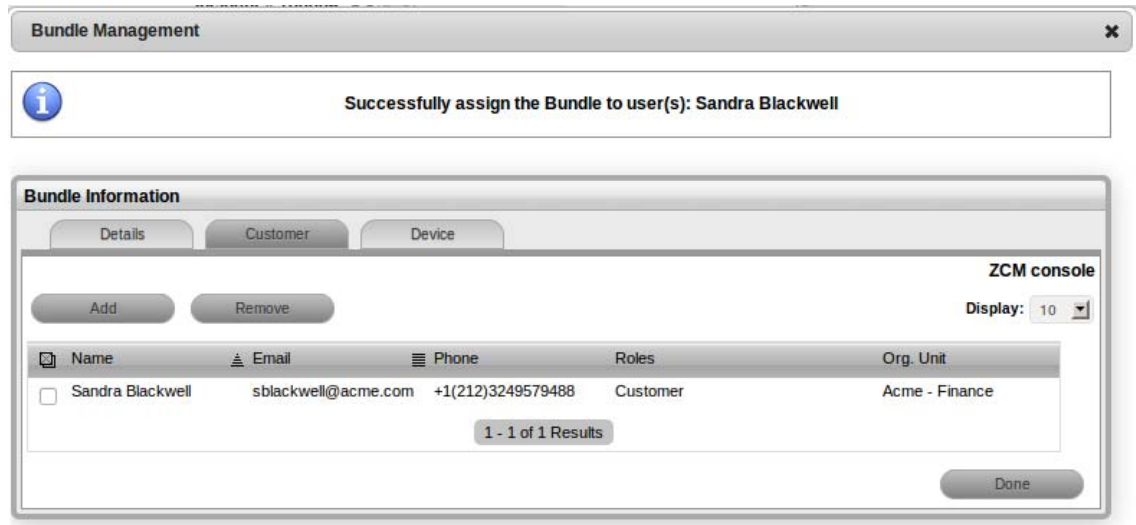 Bundle Management
Successfully assign the Bundle to user(s): Sandra Blackwell
Bundle Information
Details Customer Device
ZCM console
Add Remove Display: 10
Name Email Phone Roles Org. Unit
Sandra Blackwell sblackwell@acme.com +1(212)3249579488 Customer Acme - Finance
1 - 1 of 1 Results
Done